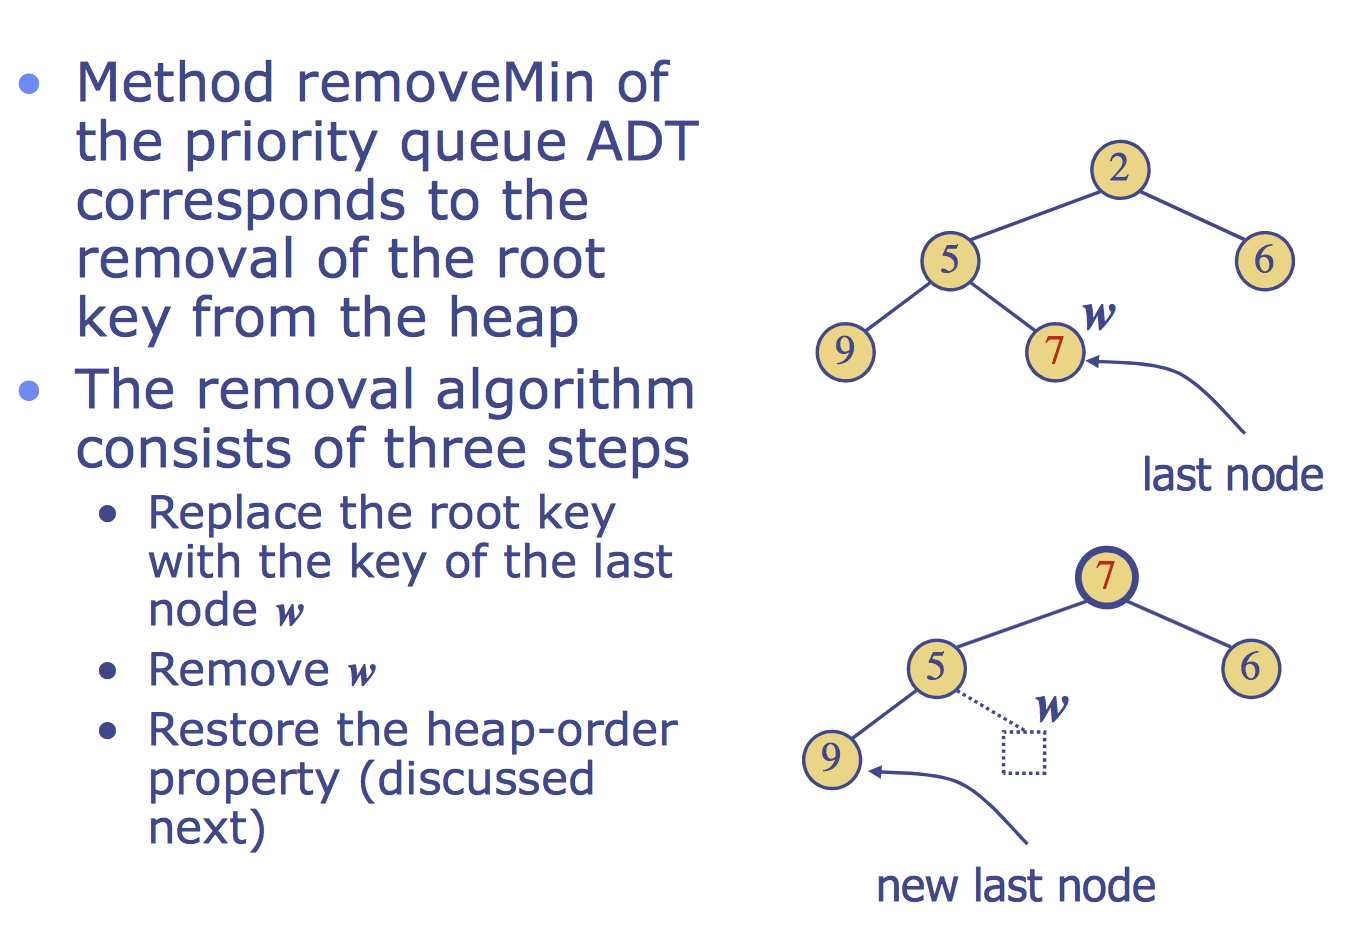 • Method removeMin of
the priority queue ADT
corresponds to the
removal of the root
key from the heap
• The removal algorithm
consists of three steps
• Replace the root key
with the key of the last
node w
• Remove w
• Restore the heap-order
property (discussed
next)
2
5
6
w
9
7
last node
7
5
6
w
9
new last node